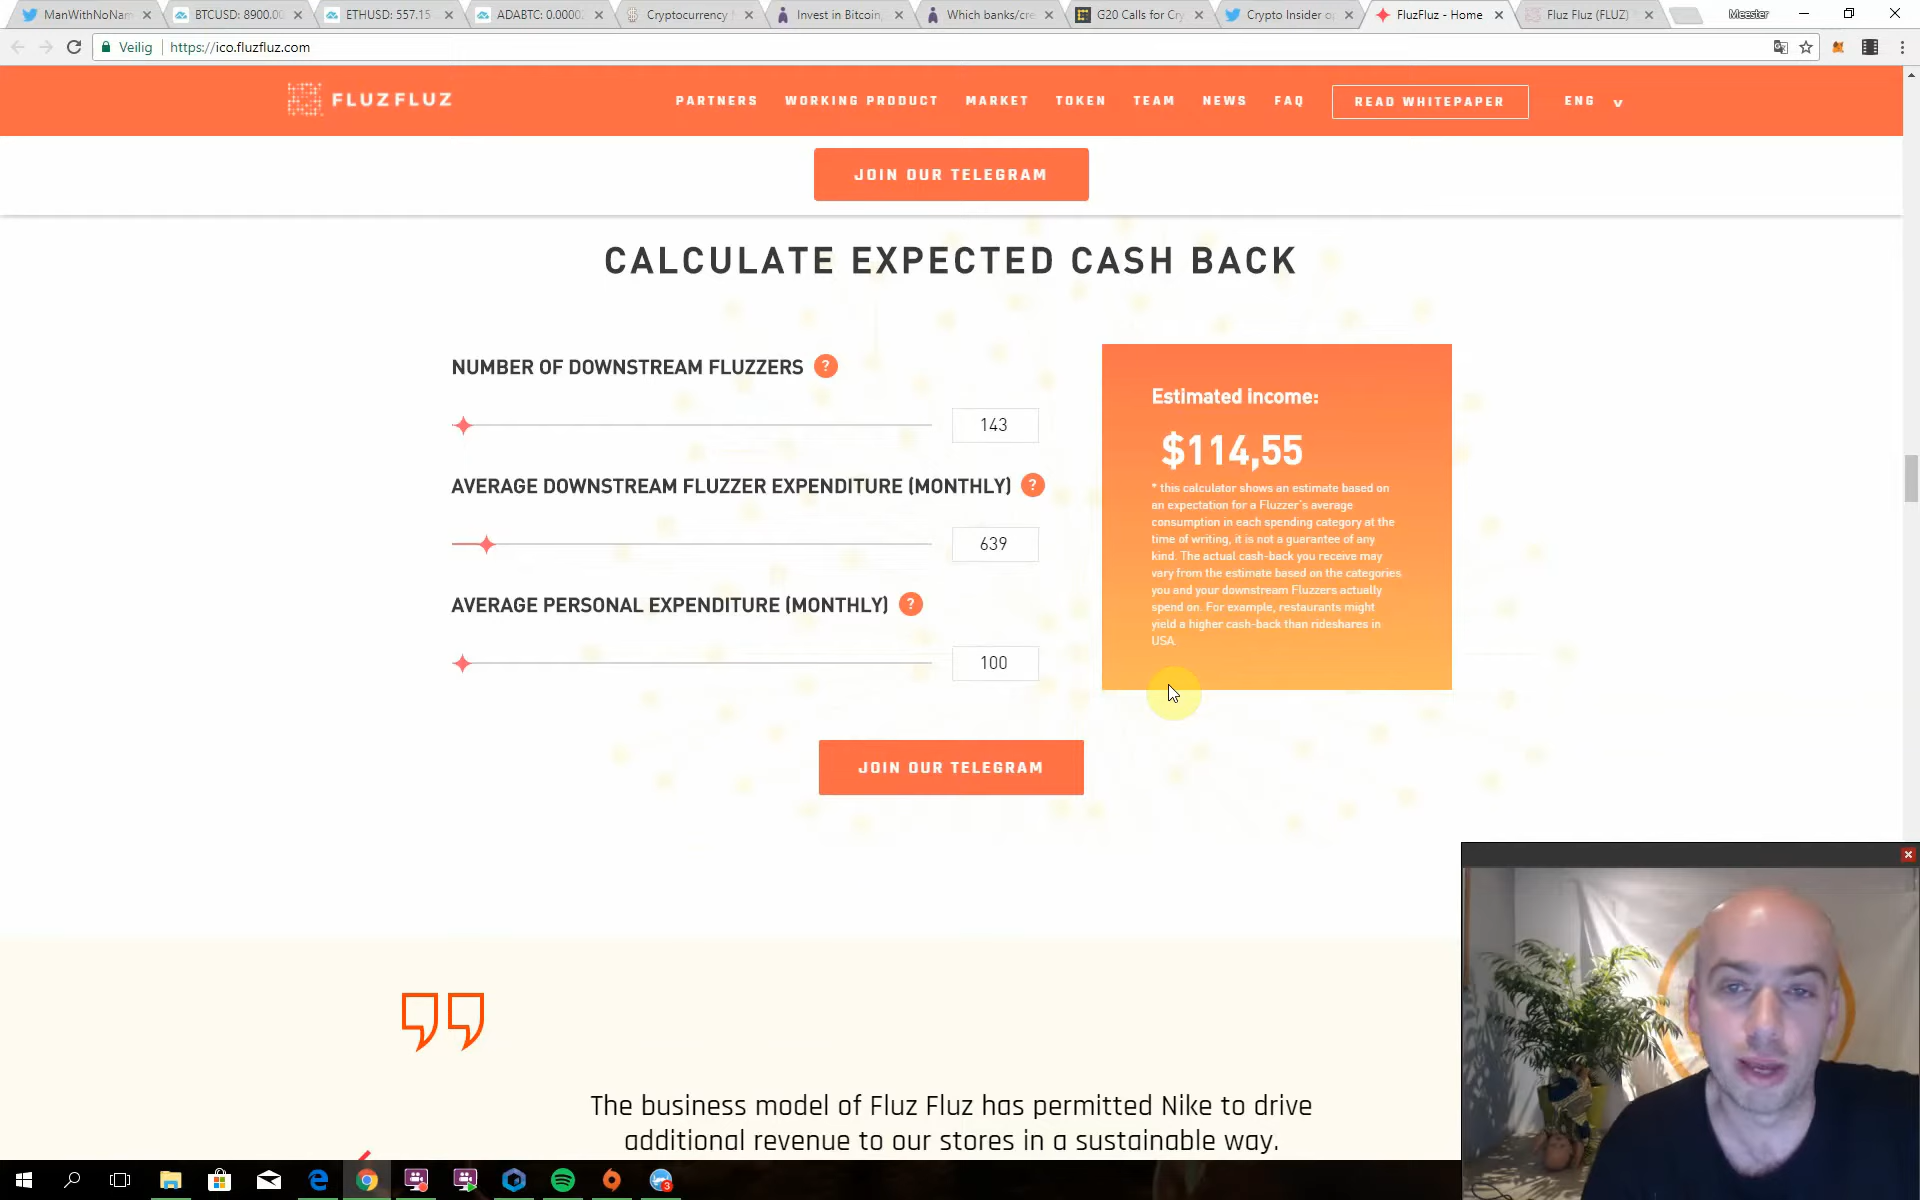 ManWithNoNam
BTCUSD: 8900.00
ETHUSD: 557.15
ADABTC: 0.00002
Cryptocurrency
Invest in Bitcoin,
Which banks/cre
G20 Calls for Cry
Crypto Insider o
FluzFluz - Home
Fluz Fluz (FLUZ)
Meester
Veilig
https://ico.fluzfluz.com
FLUZFLUZ
PARTNERS
WORKING PRODUCT
MARKET
TOKEN
TEAM
NEWS
FAQ
READ WHITEPAPER
ENG
v
JOIN OUR TELEGRAM
CALCULATE EXPECTED CASH BACK
NUMBER OF DOWNSTREAM FLUZZERS ?
143
AVERAGE DOWNSTREAM FLUZZER EXPENDITURE (MONTHLY) ?
639
AVERAGE PERSONAL EXPENDITURE (MONTHLY) ?
100
Estimated income:
$114,55
* this calculator shows an estimate based on
an expectation for a Fluzzer's average
consumption in each spending category at the
time of writing, it is not a guarantee of any
kind. The actual cash-back you receive may
vary from the estimate based on the categories
you and your downstream Fluzzers actually
spend on. For example, restaurants might
yield a higher cash-back than rideshares in
USA.
JOIN OUR TELEGRAM
The business model of Fluz Fluz has permitted Nike to drive
additional revenue to our stores in a sustainable way.
3